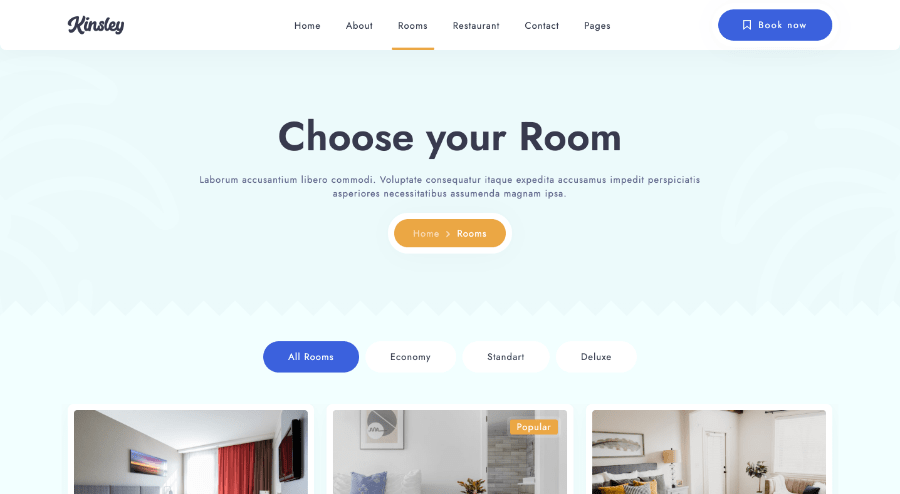 Kinsley
Home About Rooms Restaurant Contact Pages
Book now
Choose your Room
Laborum accusantium libero commodi. Voluptate consequatur itaque expedita accusamus impedit perspiciatis
asperiores necessitatibus assumenda magnam ipsa.
Home > Rooms
All Rooms Economy Standart Deluxe
Popular